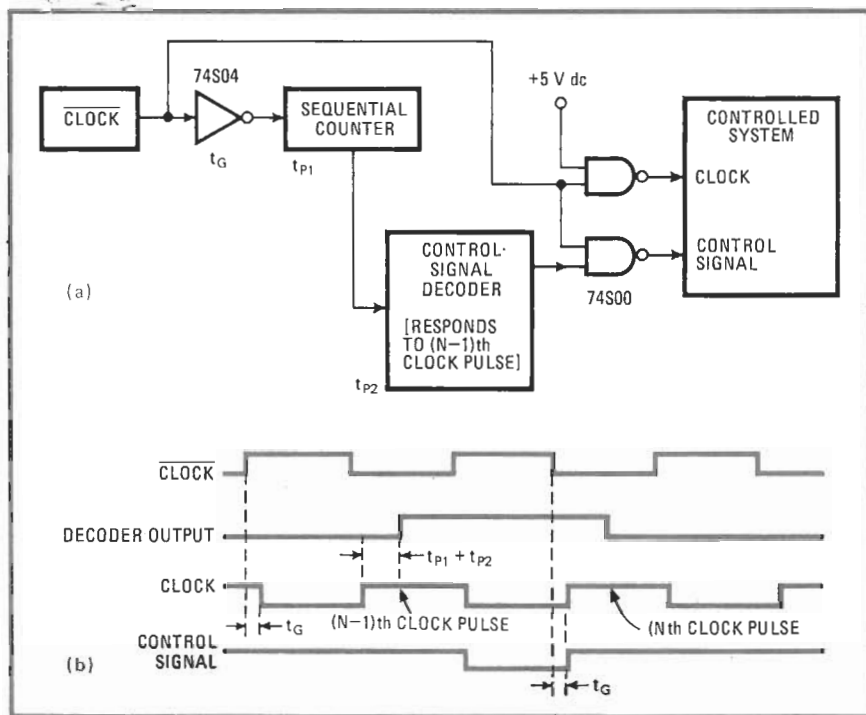 74S04
+5 V dc
CLOCK
SEQUENTIAL
COUNTER
CONTROLLED
SYSTEM
tG
tP1
CLOCK
CONTROL-
SIGNAL
DECODER
CONTROL
SIGNAL
(a)
74S00
[RESPONDS
TO (N−1)th
CLOCK PULSE]
tP2
CLOCK
DECODER OUTPUT
tP1 + tP2
CLOCK
tG
(N−1)th CLOCK PULSE
(Nth CLOCK PULSE
CONTROL
SIGNAL
(b)
tG